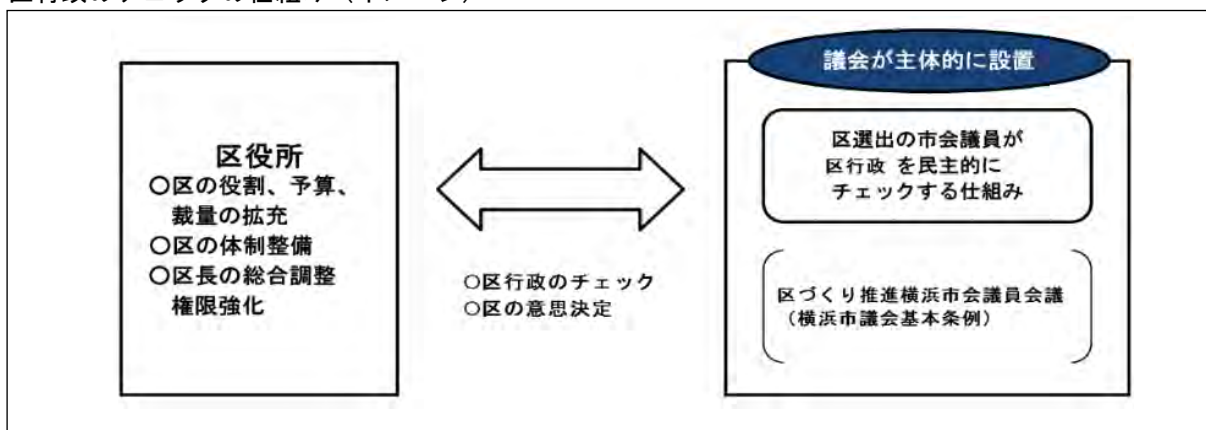 区行政のチェックの仕組み（イメージ）
議会が主体的に設置
区役所
○区の役割、予算、
裁量の拡充
○区の体制整備
○区長の総合調整
権限強化
○区行政のチェック
○区の意思決定
区選出の市会議員が
区行政 を民主的に
チェックする仕組み
区づくり推進横浜市会議員会議
（横浜市議会基本条例）